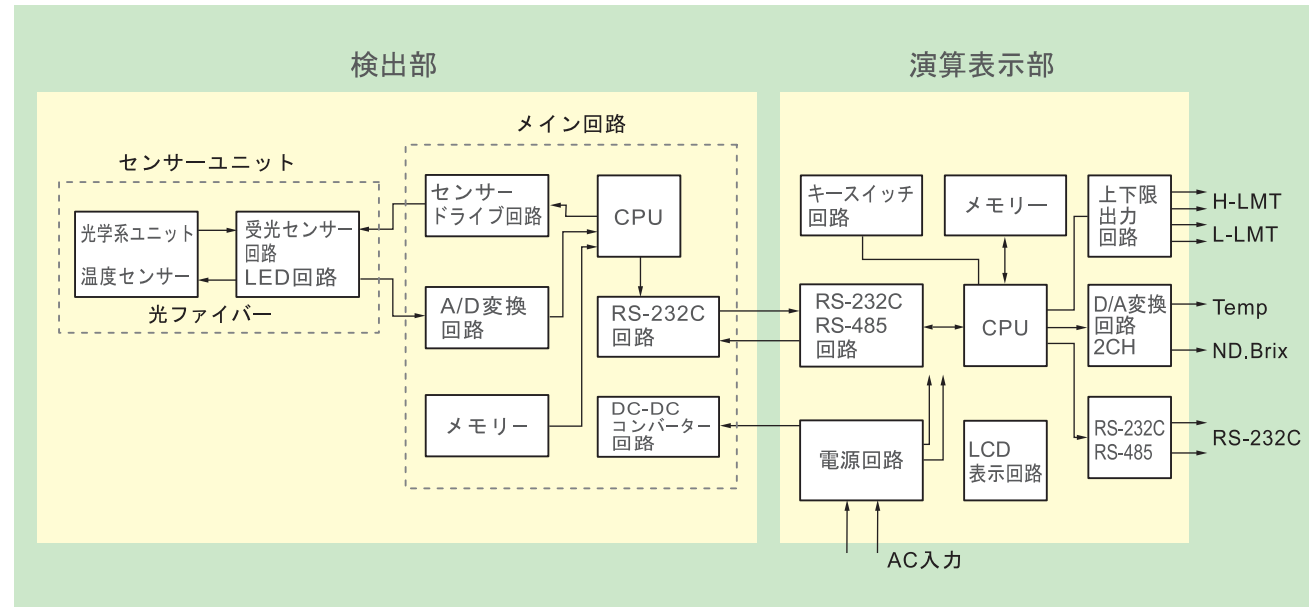 検出部
演算表示部
メイン回路
センサーユニット
光学系ユニット
温度センサー
受光センサー
回路
LED回路
光ファイバー
センサー
ドライブ回路
CPU
A/D変換
回路
RS-232C
回路
メモリー
DC-DC
コンバーター
回路
キースイッチ
回路
メモリー
上下限
出力
回路
H-LMT
L-LMT
RS-232C
RS-485
回路
CPU
D/A変換
回路
2CH
Temp
ND.Brix
電源回路
LCD
表示回路
RS-232C
RS-485
RS-232C
AC入力